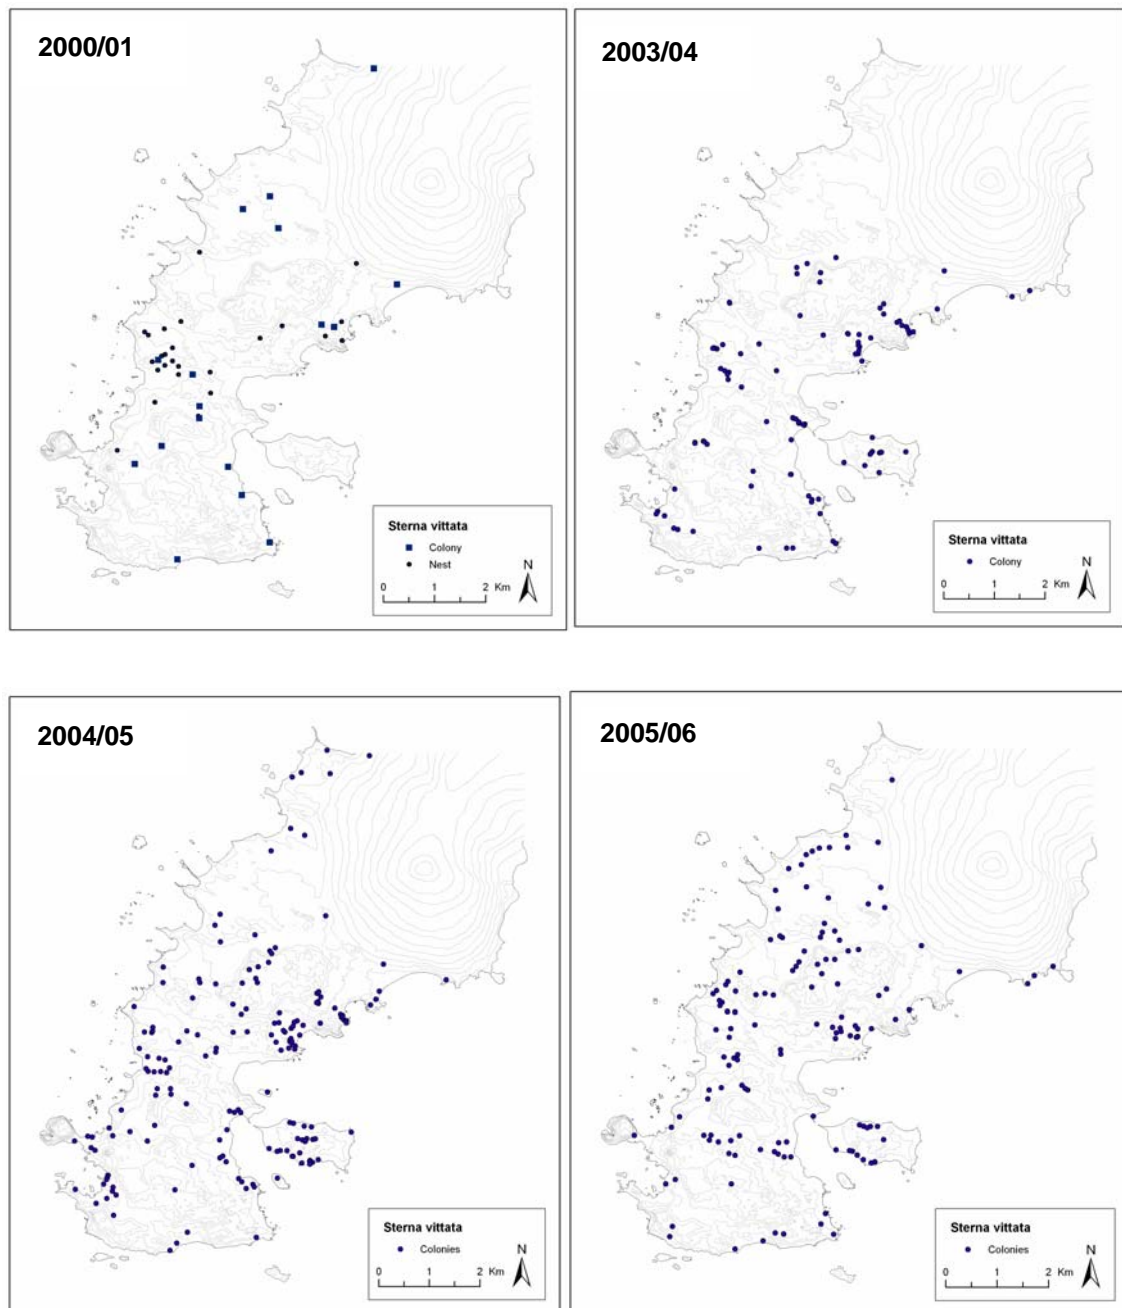 2000/01
Sterna vittata
Colony
Nest
N
0 1 2 Km
2003/04
Sterna vittata
Colony
N
0 1 2 Km
2004/05
Sterna vittata
Colonies
N
0 1 2 Km
2005/06
Sterna vittata
Colonies
N
0 1 2 Km